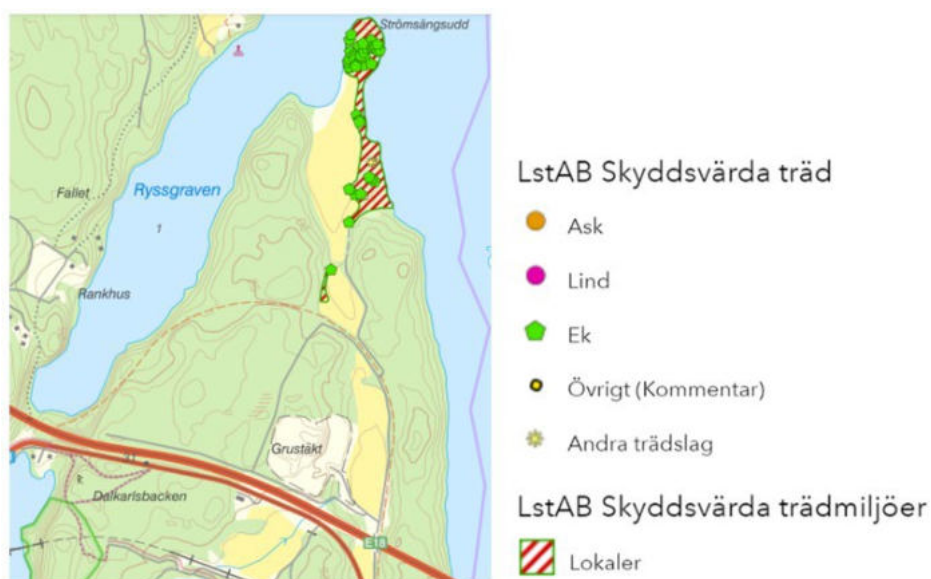 Strömsängsudd
Fallet
Ryssgraven
1
Rankhus
Grustäkt
R
Dalkarlsbacken
E18
LstAB Skyddsvärda träd
Ask
Lind
Ek
Övrigt (Kommentar)
Andra trädslag
LstAB Skyddsvärda trädmiljöer
Lokaler